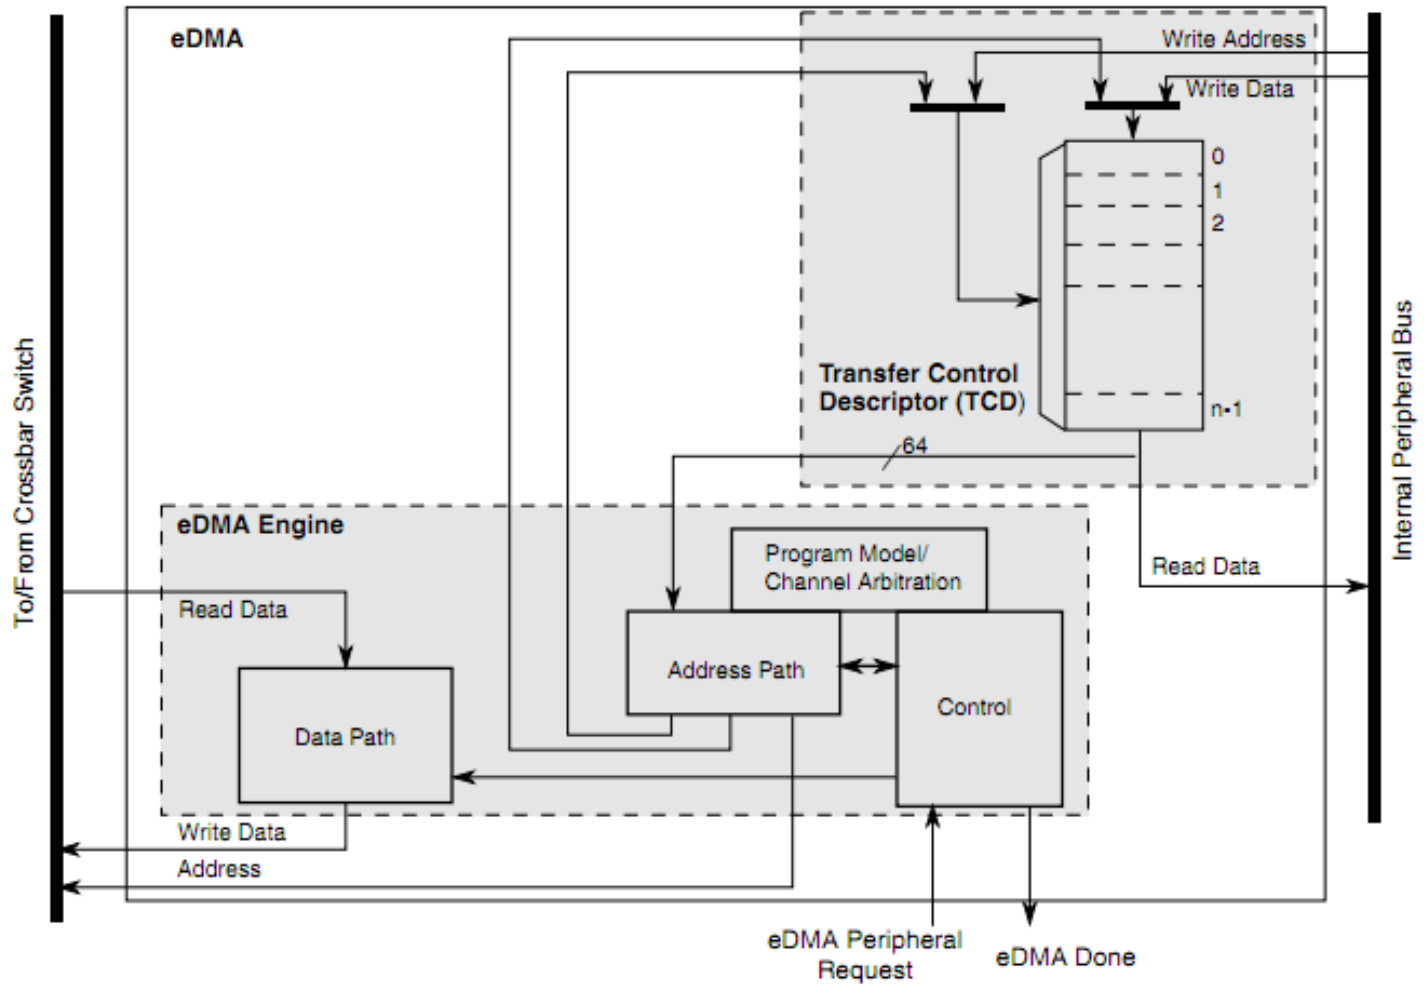 eDMA
Write Address
Write Data
0
1
2
n-1
Transfer Control
Descriptor (TCD)
64
eDMA Engine
Program Model/
Channel Arbitration
Read Data
Read Data
Address Path
Control
Data Path
Write Data
Address
eDMA Peripheral
Request
eDMA Done
To/From Crossbar Switch
Internal Peripheral Bus